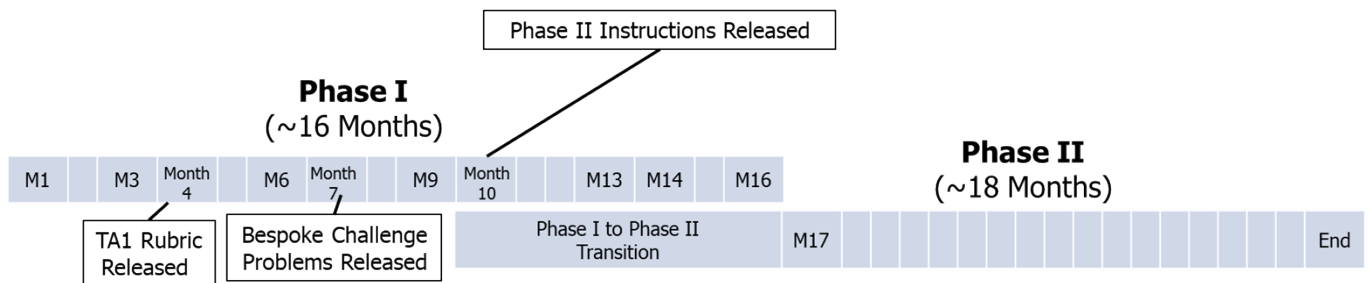 Phase II Instructions Released
Phase I
(~16 Months)
M1 M3 Month 4 M6 Month 7 M9 Month 10 M13 M14 M16
Phase II
(~18 Months)
TA1 Rubric
Released
Bespoke Challenge
Problems Released
Phase I to Phase II
Transition
M17
End